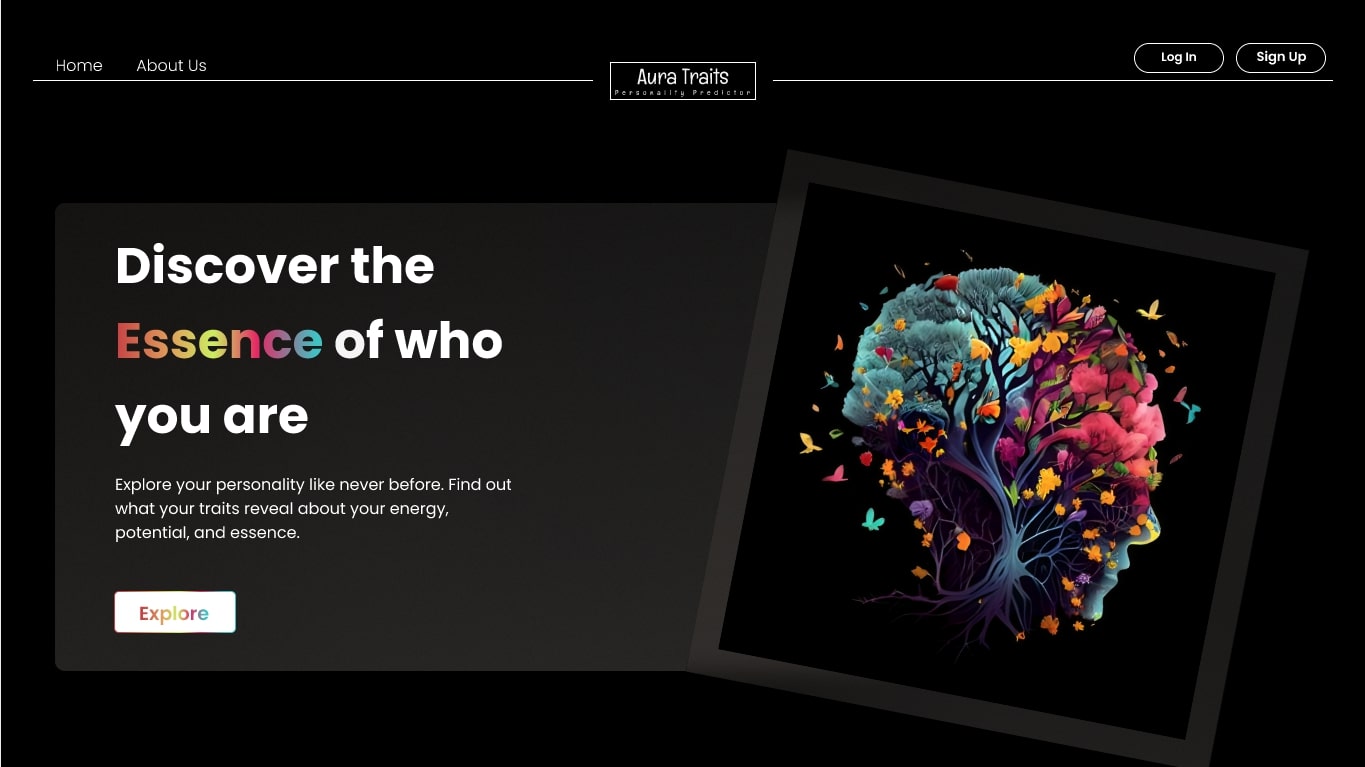 Home
About Us
Aura Traits
Personality Predictor
Log In
Sign Up
Discover the
Essence of who
you are
Explore your personality like never before. Find out
what your traits reveal about your energy,
potential, and essence.
Explore